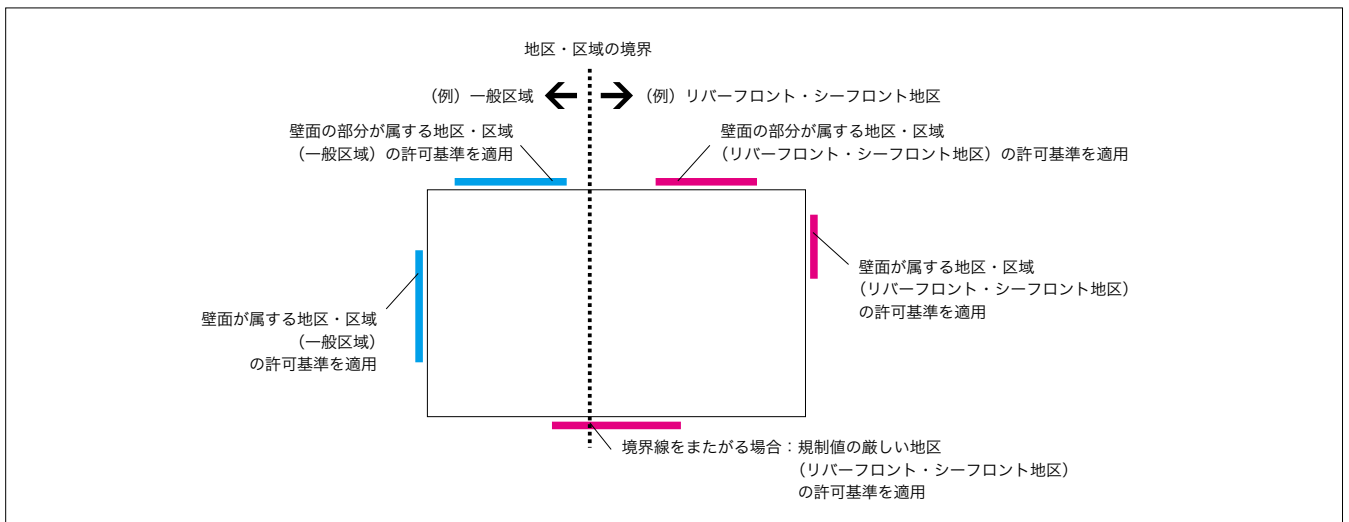 地区・区域の境界
（例）一般区域
（例）リバーフロント・シーフロント地区
壁面の部分が属する地区・区域
（一般区域）の許可基準を適用
壁面の部分が属する地区・区域
（リバーフロント・シーフロント地区）の許可基準を適用
壁面が属する地区・区域
（リバーフロント・シーフロント地区）
の許可基準を適用
壁面が属する地区・区域
（一般区域）
の許可基準を適用
境界線をまたがる場合：規制値の厳しい地区
（リバーフロント・シーフロント地区）
の許可基準を適用